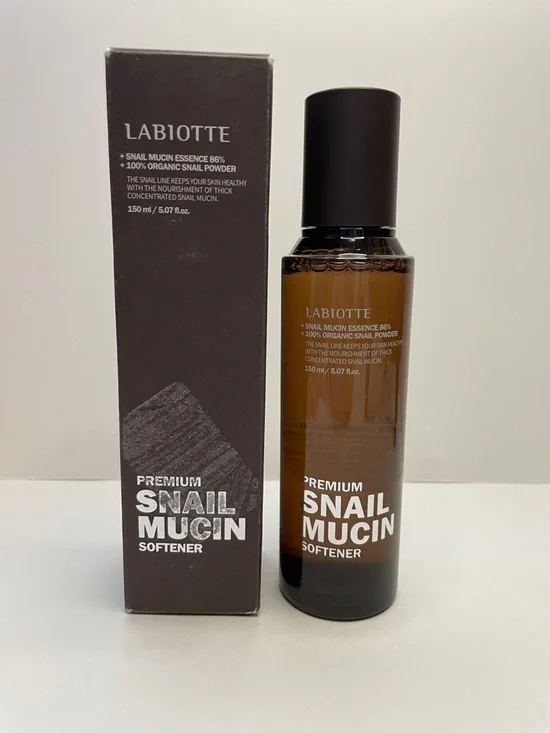 LABIOTTE
+ SNAIL MUCIN ESSENCE 86%
+ 100% ORGANIC SNAIL POWDER
THE SNAIL LINE KEEPS YOUR SKIN HEALTHY
WITH THE NOURISHMENT OF THICK
CONCENTRATED SNAIL MUCIN.
150 ml / 5.07 fl.oz.
PREMIUM
SNAIL
MUCIN
SOFTENER
LABIOTTE
+ SNAIL MUCIN ESSENCE 86%
+ 100% ORGANIC SNAIL POWDER
THE SNAIL LINE KEEPS YOUR SKIN HEALTHY
WITH THE NOURISHMENT OF THICK
CONCENTRATED SNAIL MUCIN.
150 ml / 5.07 fl.oz.
PREMIUM
SNAIL
MUCIN
SOFTENER